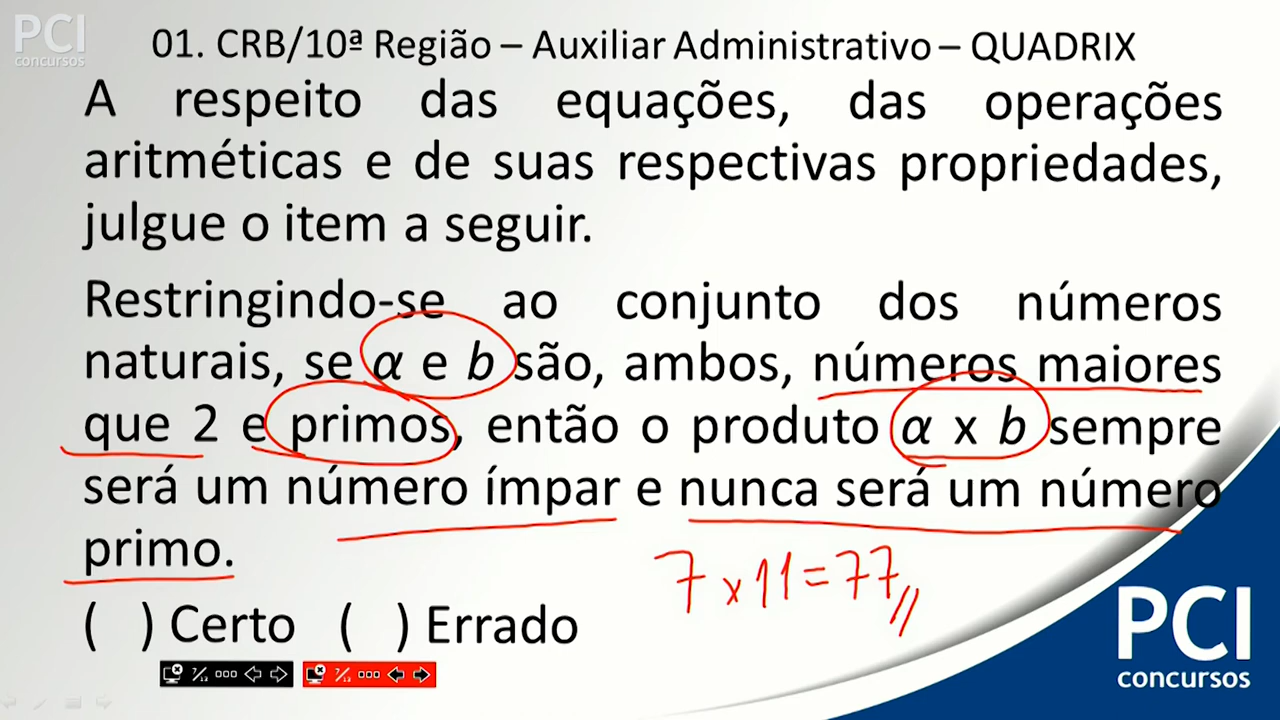 PCI
concursos
01. CRB/10ª Região – Auxiliar Administrativo – QUADRIX
A respeito das equações, das operações
aritméticas e de suas respectivas propriedades,
julgue o item a seguir.
Restringindo-se ao conjunto dos números
naturais, se α e b são, ambos, números maiores
que 2 e primos, então o produto α x b sempre
será um número ímpar e nunca será um número
primo.
7 x 11 = 77
( ) Certo ( ) Errado
PCI
concursos